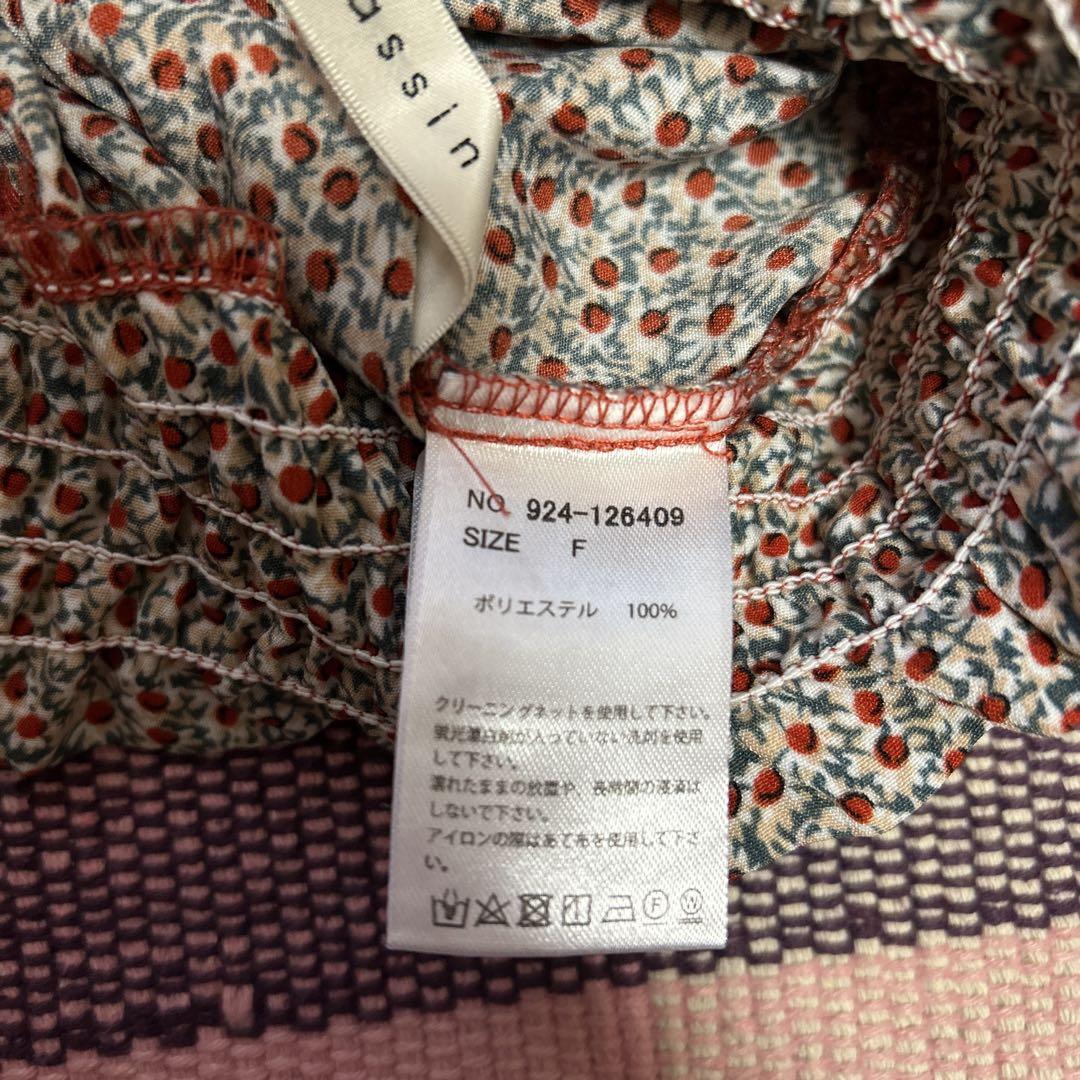 assin
NO. 924-126409
SIZE F
ポリエステル 100%
クリーニングネットを使用して下さい。
蛍光漂白剤が入っていない洗剤を使用
して下さい。
濡れたままの放置や、長時間の浸漬は
しないで下さい。
アイロンの際はあて布を使用して下さ
い。
F W